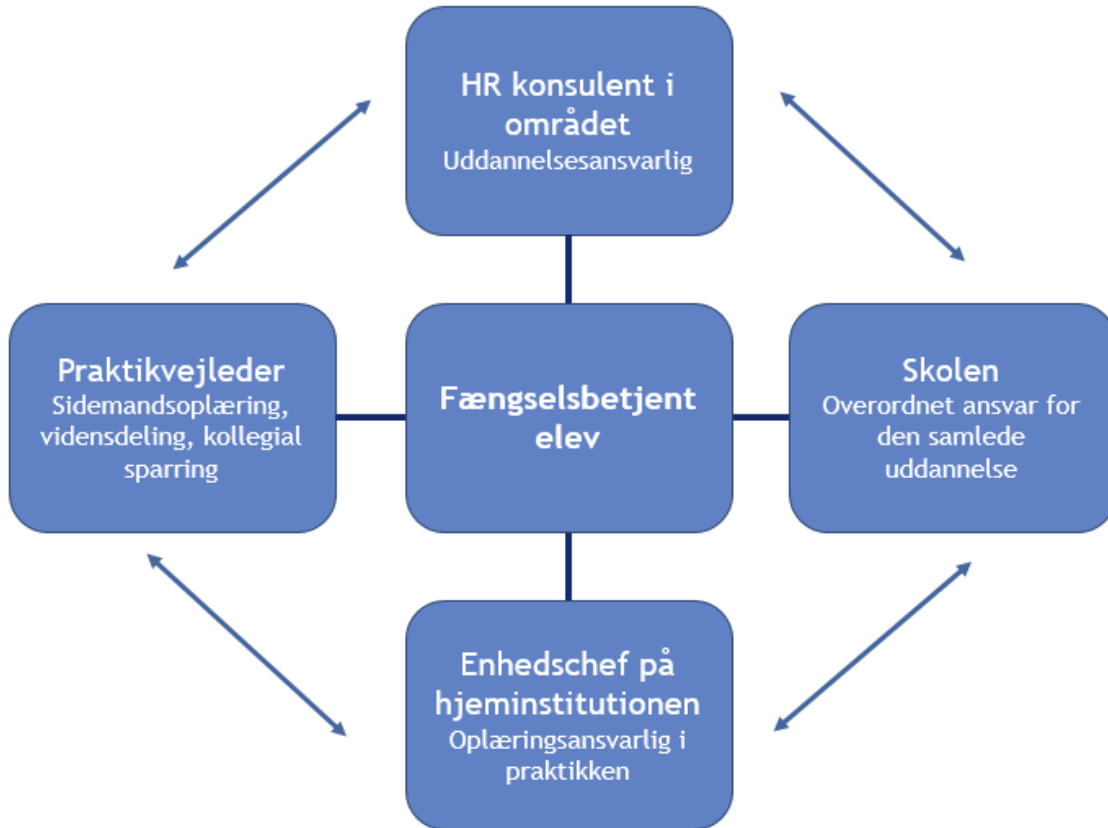 HR konsulent i
området
Uddannelsesansvarlig
Praktikvejleder
Sidemandsoplæring,
vidensdeling, kollegial
sparring
Fængselsbetjent
elev
Skolen
Overordnet ansvar for
den samlede
uddannelse
Enhedschef på
hjeminstitutionen
Oplæringsansvarlig i
praktikken